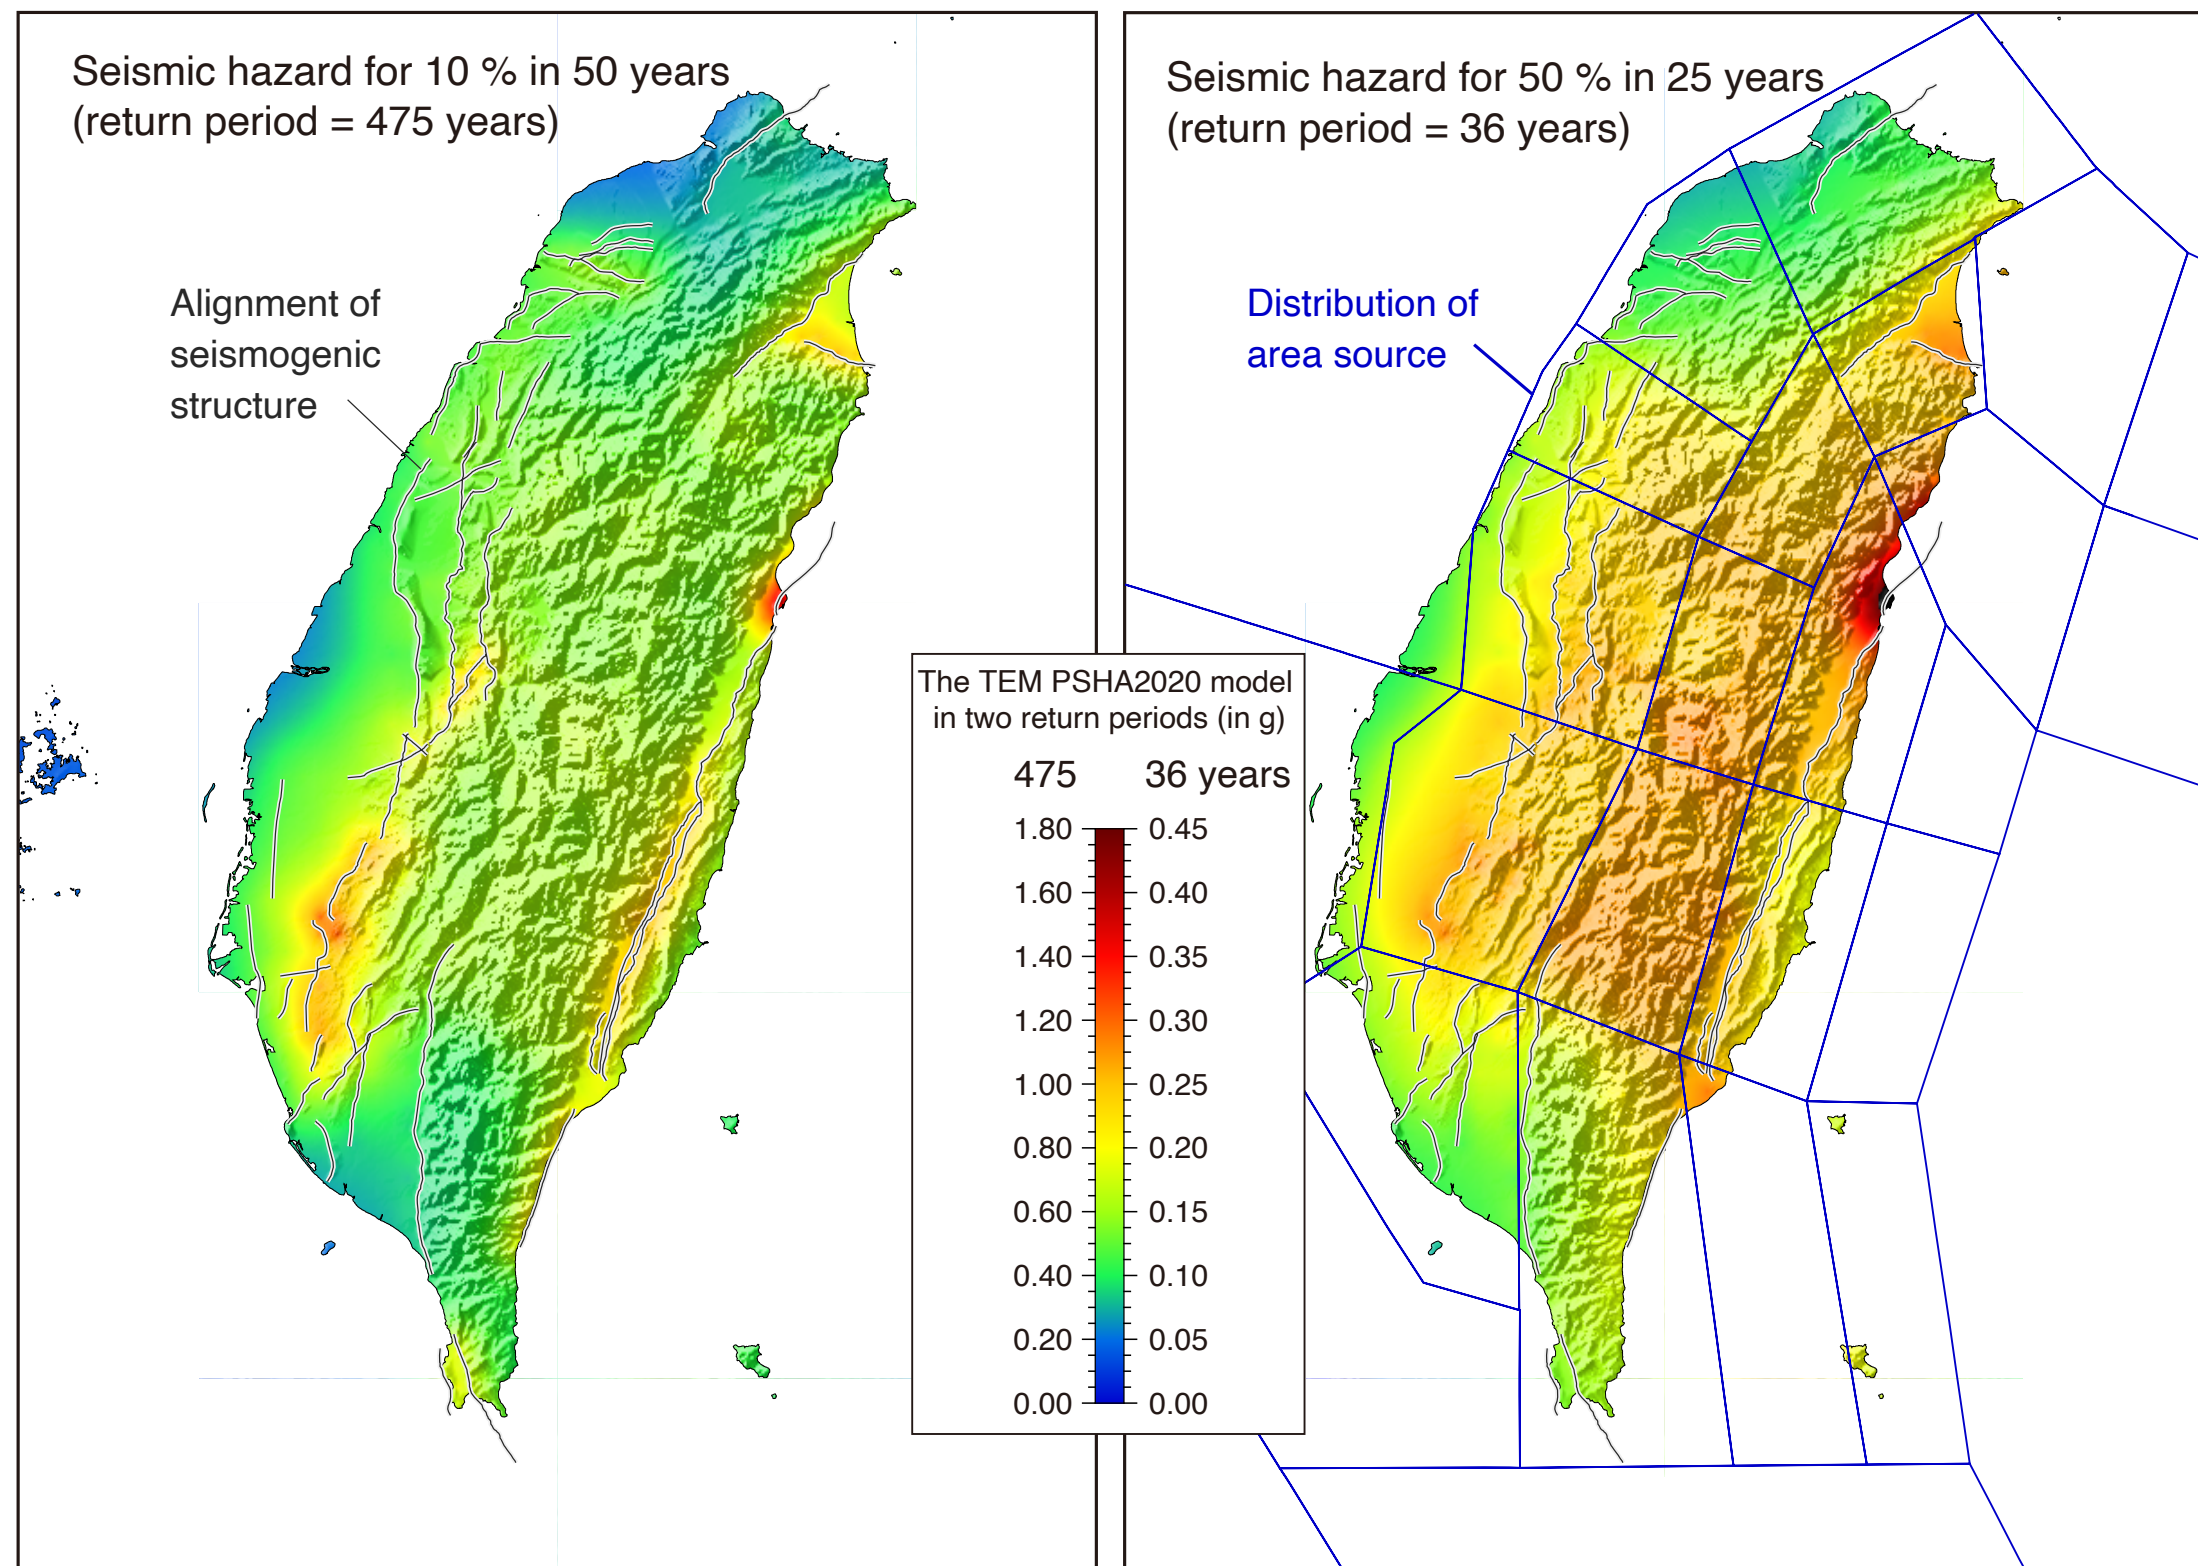 Seismic hazard for 10 % in 50 years
(return period = 475 years)
Alignment of
seismogenic
structure
Seismic hazard for 50 % in 25 years
(return period = 36 years)
Distribution of
area source
The TEM PSHA2020 model
in two return periods (in g)
475 36 years
1.80 0.45
1.60 0.40
1.40 0.35
1.20 0.30
1.00 0.25
0.80 0.20
0.60 0.15
0.40 0.10
0.20 0.05
0.00 0.00